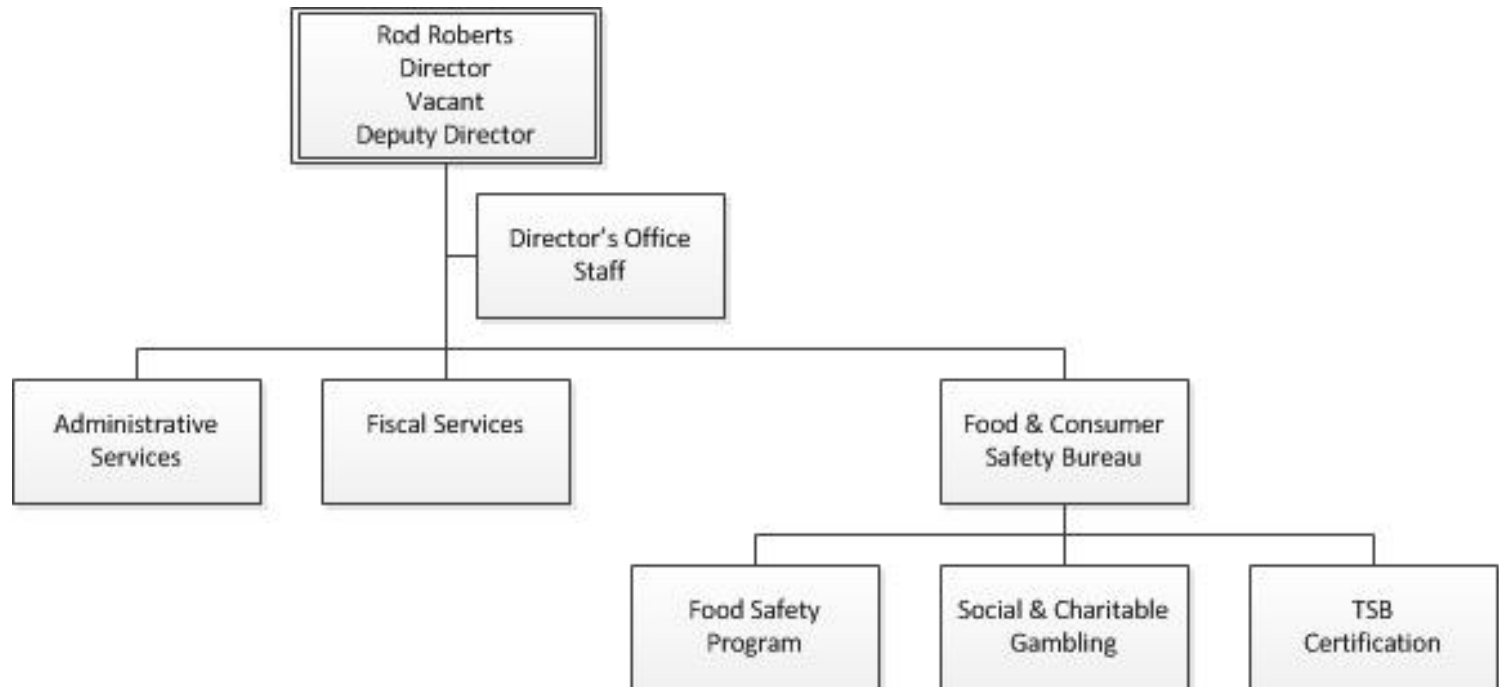 Rod Roberts
Director
Vacant
Deputy Director
Director's Office
Staff
Administrative
Services
Fiscal Services
Food & Consumer
Safety Bureau
Food Safety
Program
Social & Charitable
Gambling
TSB
Certification